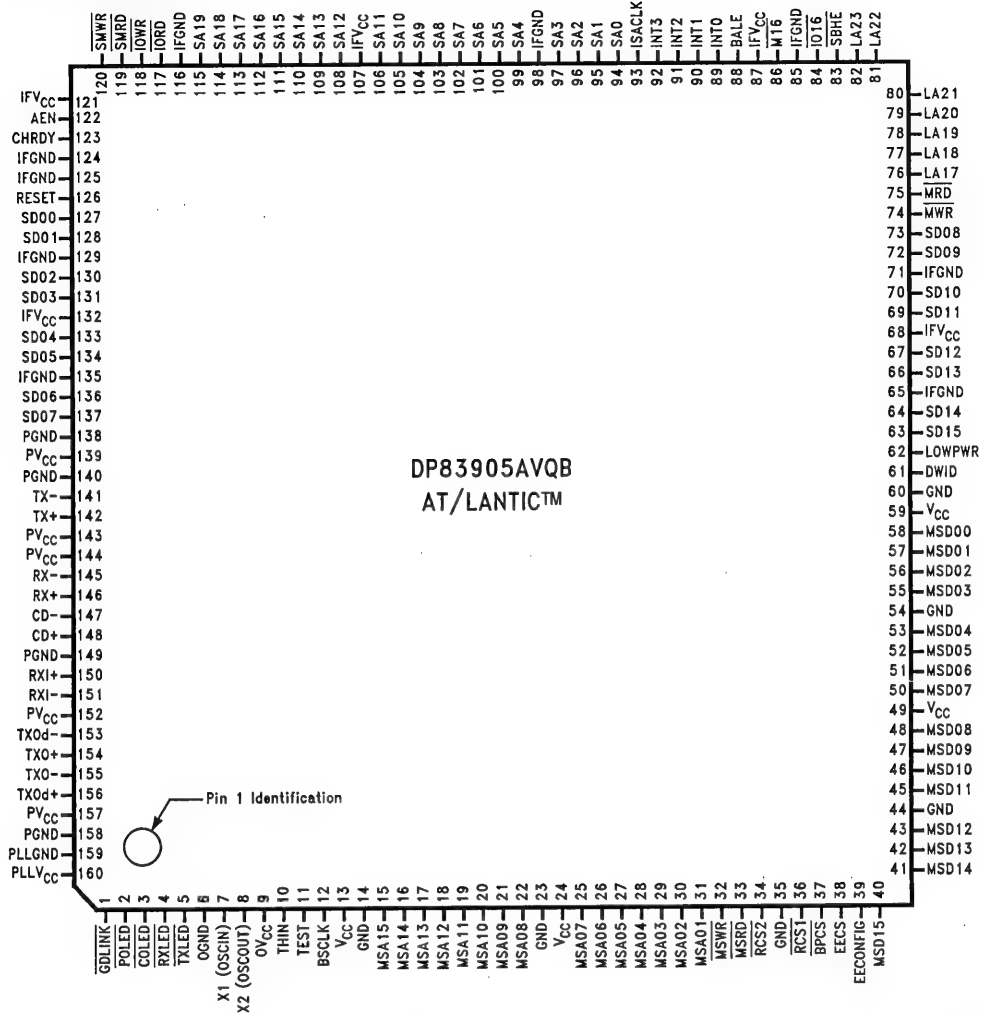 SMWR 120
SMRD 119
IOWR 118
IORD 117
IFGND 116
SA19 115
SA18 114
SA17 113
SA16 112
SA15 111
SA14 110
SA13 109
SA12 108
IFVCC 107
SA11 106
SA10 105
SA9 104
SA8 103
SA7 102
SA6 101
SA5 100
SA4 99
IFGND 98
SA3 97
SA2 96
SA1 95
SA0 94
ISACLK 93
INT3 92
INT2 91
INT1 90
INT0 89
BALE 88
IFVCC 87
M16 86
IFGND 85
IO16 84
SBHE 83
LA23 82
LA22 81
IFVCC 121
AEN 122
CHRDY 123
IFGND 124
IFGND 125
RESET 126
SD00 127
SD01 128
IFGND 129
SD02 130
SD03 131
IFVCC 132
SD04 133
SD05 134
IFGND 135
SD06 136
SD07 137
PGND 138
PVCC 139
PGND 140
TX- 141
TX+ 142
PVCC 143
PVCC 144
RX- 145
RX+ 146
CD- 147
CD+ 148
PGND 149
RXI+ 150
RXI- 151
PVCC 152
TXOd- 153
TXO+ 154
TXO- 155
TXOd+ 156
PVCC 157
PGND 158
PLLGND 159
PLLVCC 160
DP83905AVQB
AT/LANTIC™
Pin 1 Identification
80 LA21
79 LA20
78 LA19
77 LA18
76 LA17
75 MRD
74 MWR
73 SD08
72 SD09
71 IFGND
70 SD10
69 SD11
68 IFVCC
67 SD12
66 SD13
65 IFGND
64 SD14
63 SD15
62 LOWPWR
61 DWID
60 GND
59 VCC
58 MSD00
57 MSD01
56 MSD02
55 MSD03
54 GND
53 MSD04
52 MSD05
51 MSD06
50 MSD07
49 VCC
48 MSD08
47 MSD09
46 MSD10
45 MSD11
44 GND
43 MSD12
42 MSD13
41 MSD14
1 GDLINK
2 POLED
3 COLED
4 RXLED
5 TXLED
6 OGND
7 X1 (OSCIN)
8 X2 (OSCOUT)
9 OVCC
10 THIN
11 TEST
12 BSCLK
13 VCC
14 GND
15 MSA15
16 MSA14
17 MSA13
18 MSA12
19 MSA11
20 MSA10
21 MSA09
22 MSA08
23 GND
24 VCC
25 MSA07
26 MSA06
27 MSA05
28 MSA04
29 MSA03
30 MSA02
31 MSA01
32 MSWR
33 MSRD
34 RCS2
35 GND
36 RCS1
37 BPCS
38 EECS
39 EECONFIG
40 MSD15